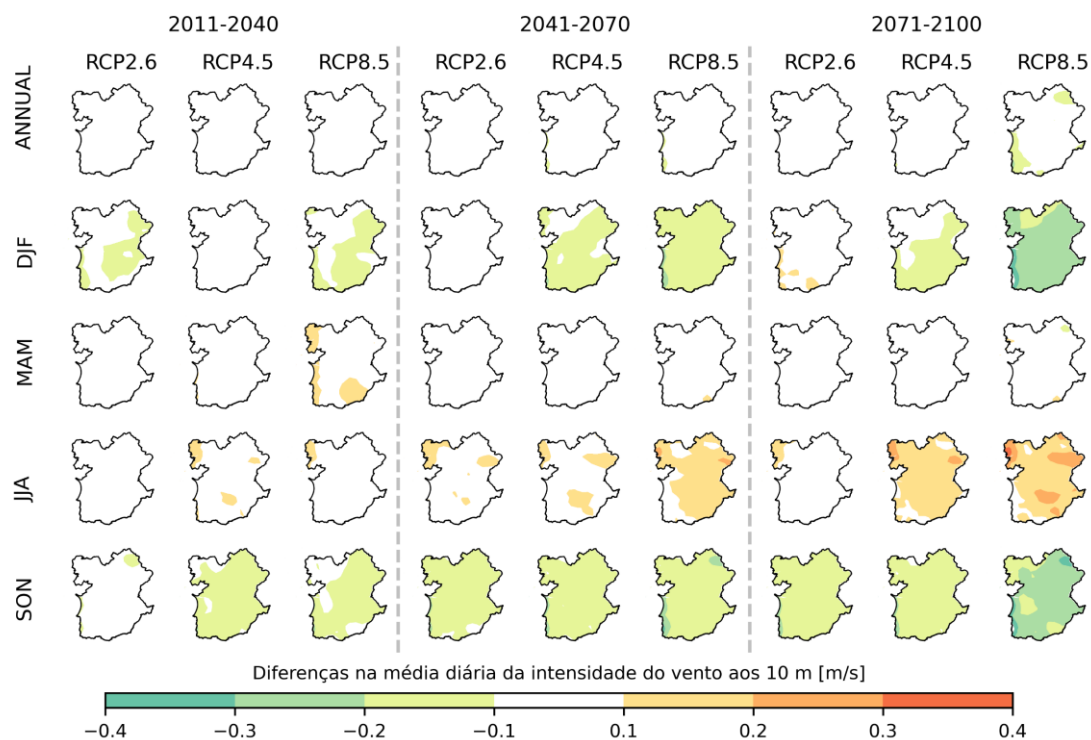 2011-2040 2041-2070 2071-2100
RCP2.6 RCP4.5 RCP8.5 RCP2.6 RCP4.5 RCP8.5 RCP2.6 RCP4.5 RCP8.5
ANNUAL
DJF
MAM
JJA
SON
Diferenças na média diária da intensidade do vento aos 10 m [m/s]
−0.4 −0.3 −0.2 −0.1 0.1 0.2 0.3 0.4